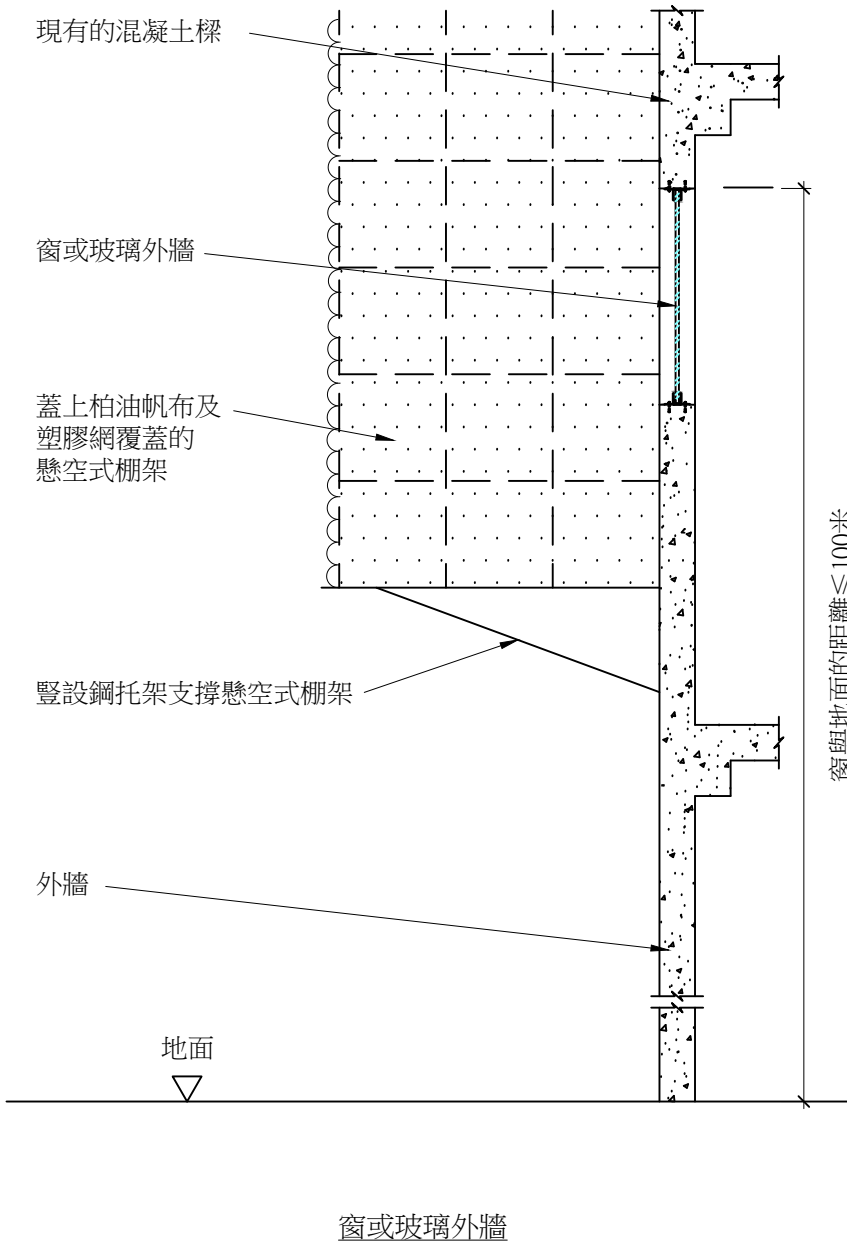 現有的混凝土樑
窗或玻璃外牆
蓋上柏油帆布及
塑膠網覆蓋的
懸空式棚架
窗與地面的距離≤100米
豎設鋼托架支撐懸空式棚架
外牆
地面
窗或玻璃外牆